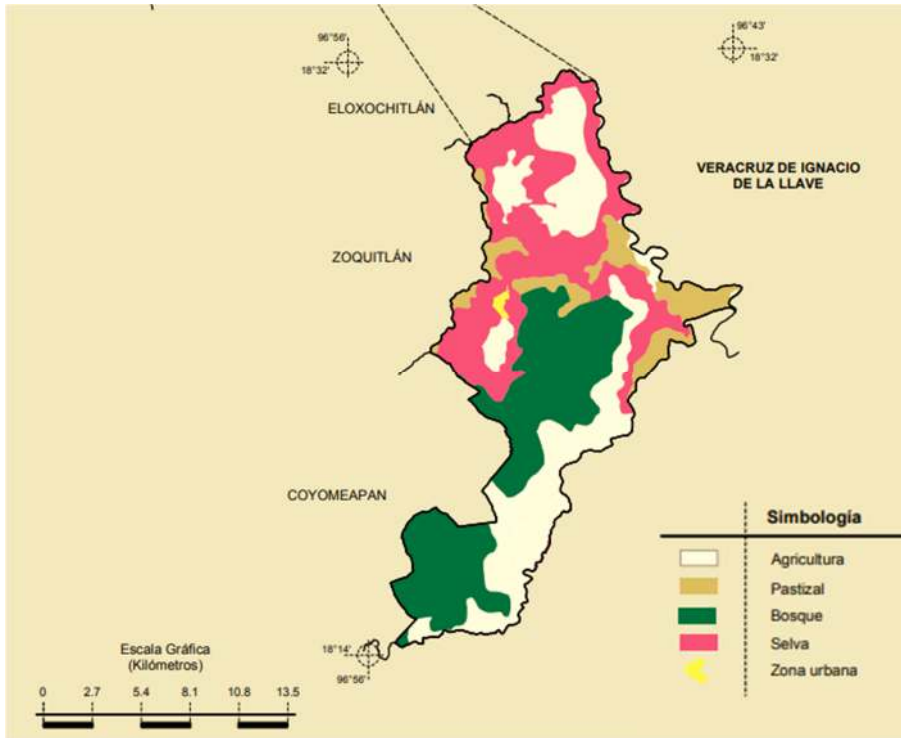 96°56'
18°32'
96°43'
18°32'
ELOXOCHITLÁN
VERACRUZ DE IGNACIO
DE LA LLAVE
ZOQUITLÁN
COYOMEAPAN
Simbología
Agricultura
Pastizal
Bosque
Selva
Zona urbana
18°14'
96°56'
Escala Gráfica
(Kilómetros)
0 2.7 5.4 8.1 10.8 13.5